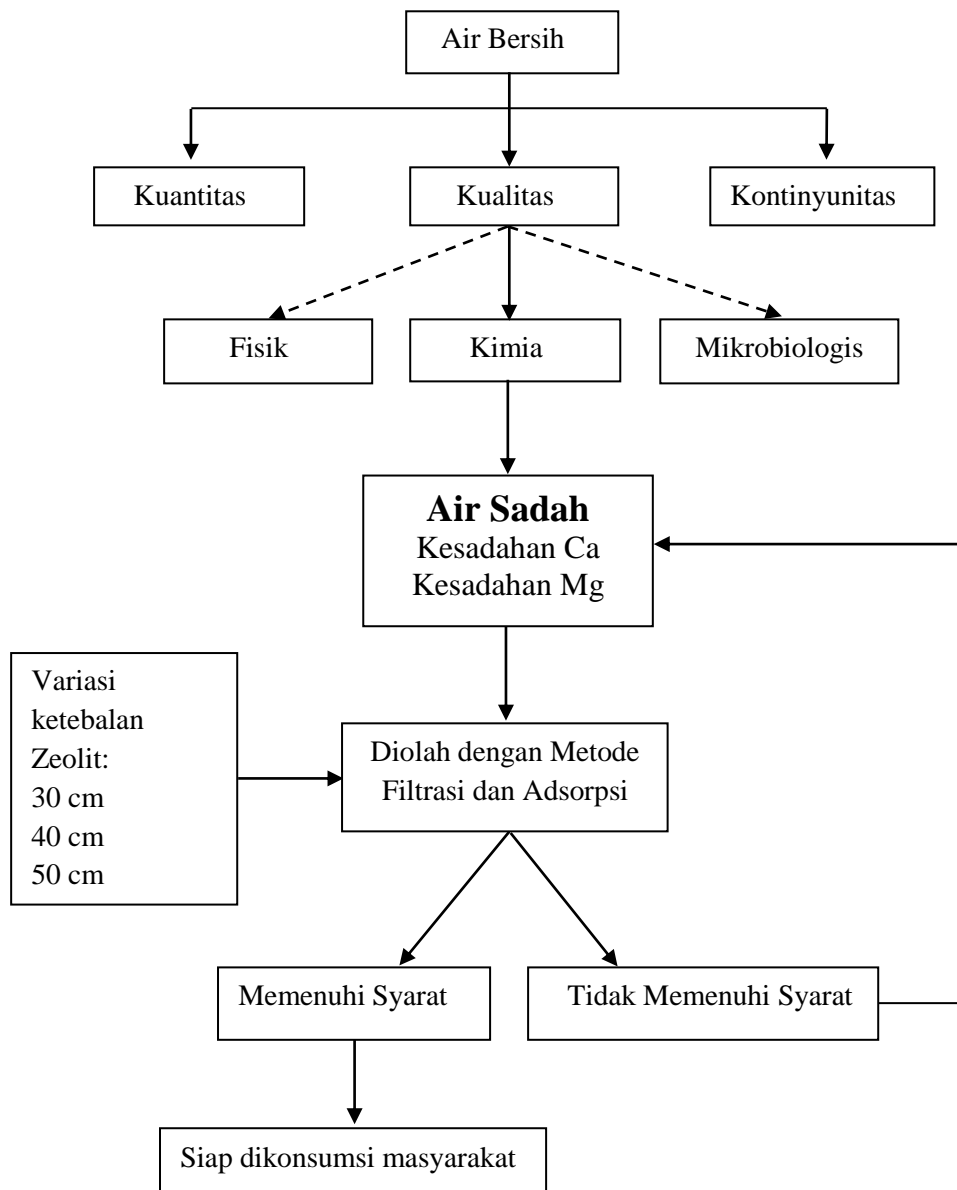 Air Bersih
Kuantitas
Kualitas
Kontinyunitas
Fisik
Kimia
Mikrobiologis
Air Sadah
Kesadahan Ca
Kesadahan Mg
Variasi
ketebalan
Zeolit:
30 cm
40 cm
50 cm
Diolah dengan Metode
Filtrasi dan Adsorpsi
Memenuhi Syarat
Tidak Memenuhi Syarat
Siap dikonsumsi masyarakat